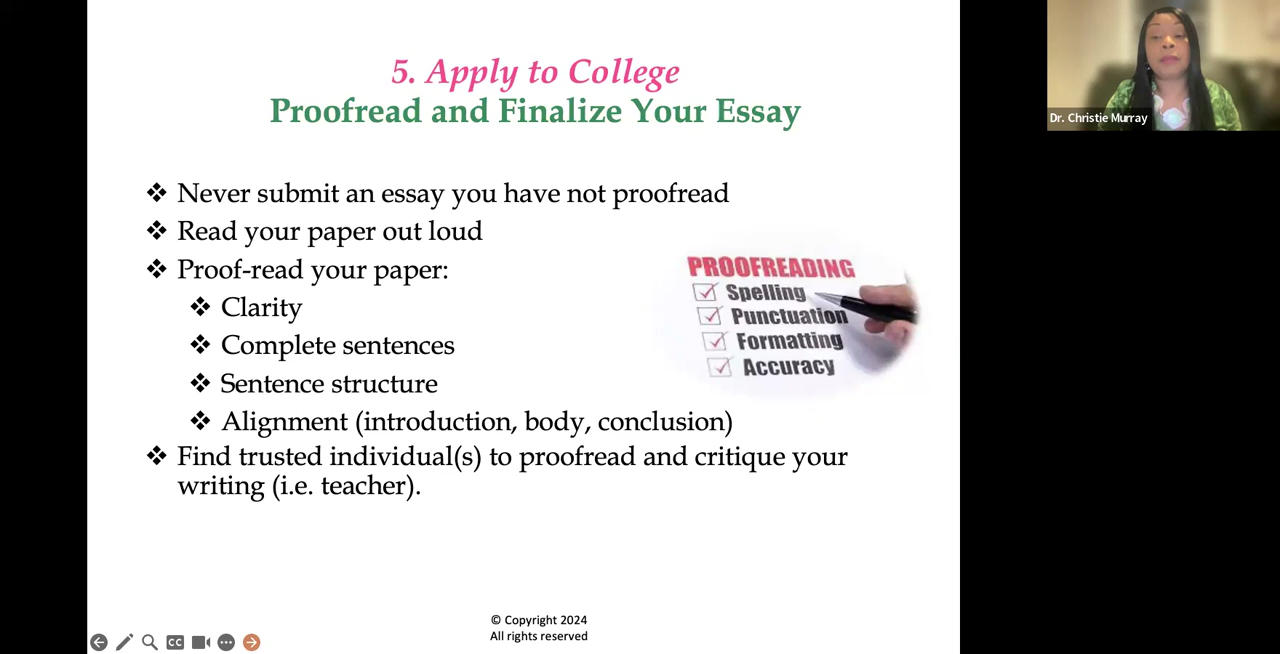 5. Apply to College
Proofread and Finalize Your Essay
❖ Never submit an essay you have not proofread
❖ Read your paper out loud
❖ Proof-read your paper:
❖ Clarity
❖ Complete sentences
❖ Sentence structure
❖ Alignment (introduction, body, conclusion)
❖ Find trusted individual(s) to proofread and critique your
writing (i.e. teacher).
PROOFREADING
Spelling
Punctuation
Formatting
Accuracy
© Copyright 2024
All rights reserved
CC
Dr. Christie Murray